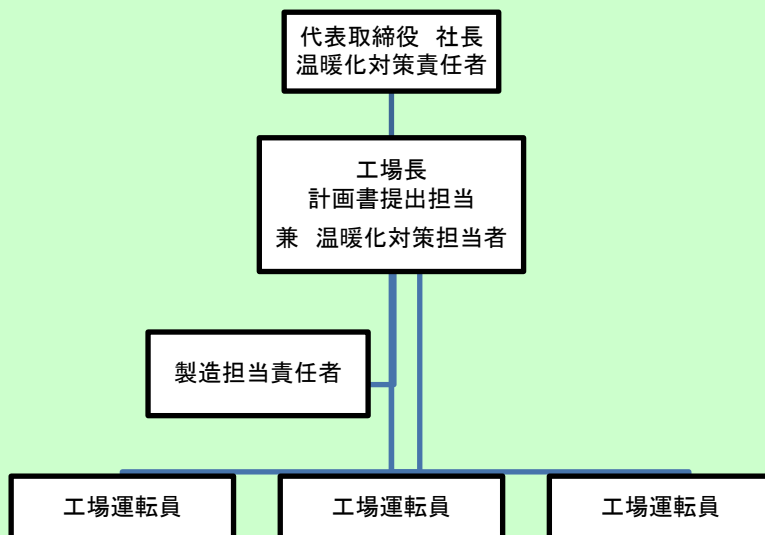 代表取締役 社長
温暖化対策責任者
工場長
計画書提出担当
兼 温暖化対策担当者
製造担当責任者
工場運転員
工場運転員
工場運転員